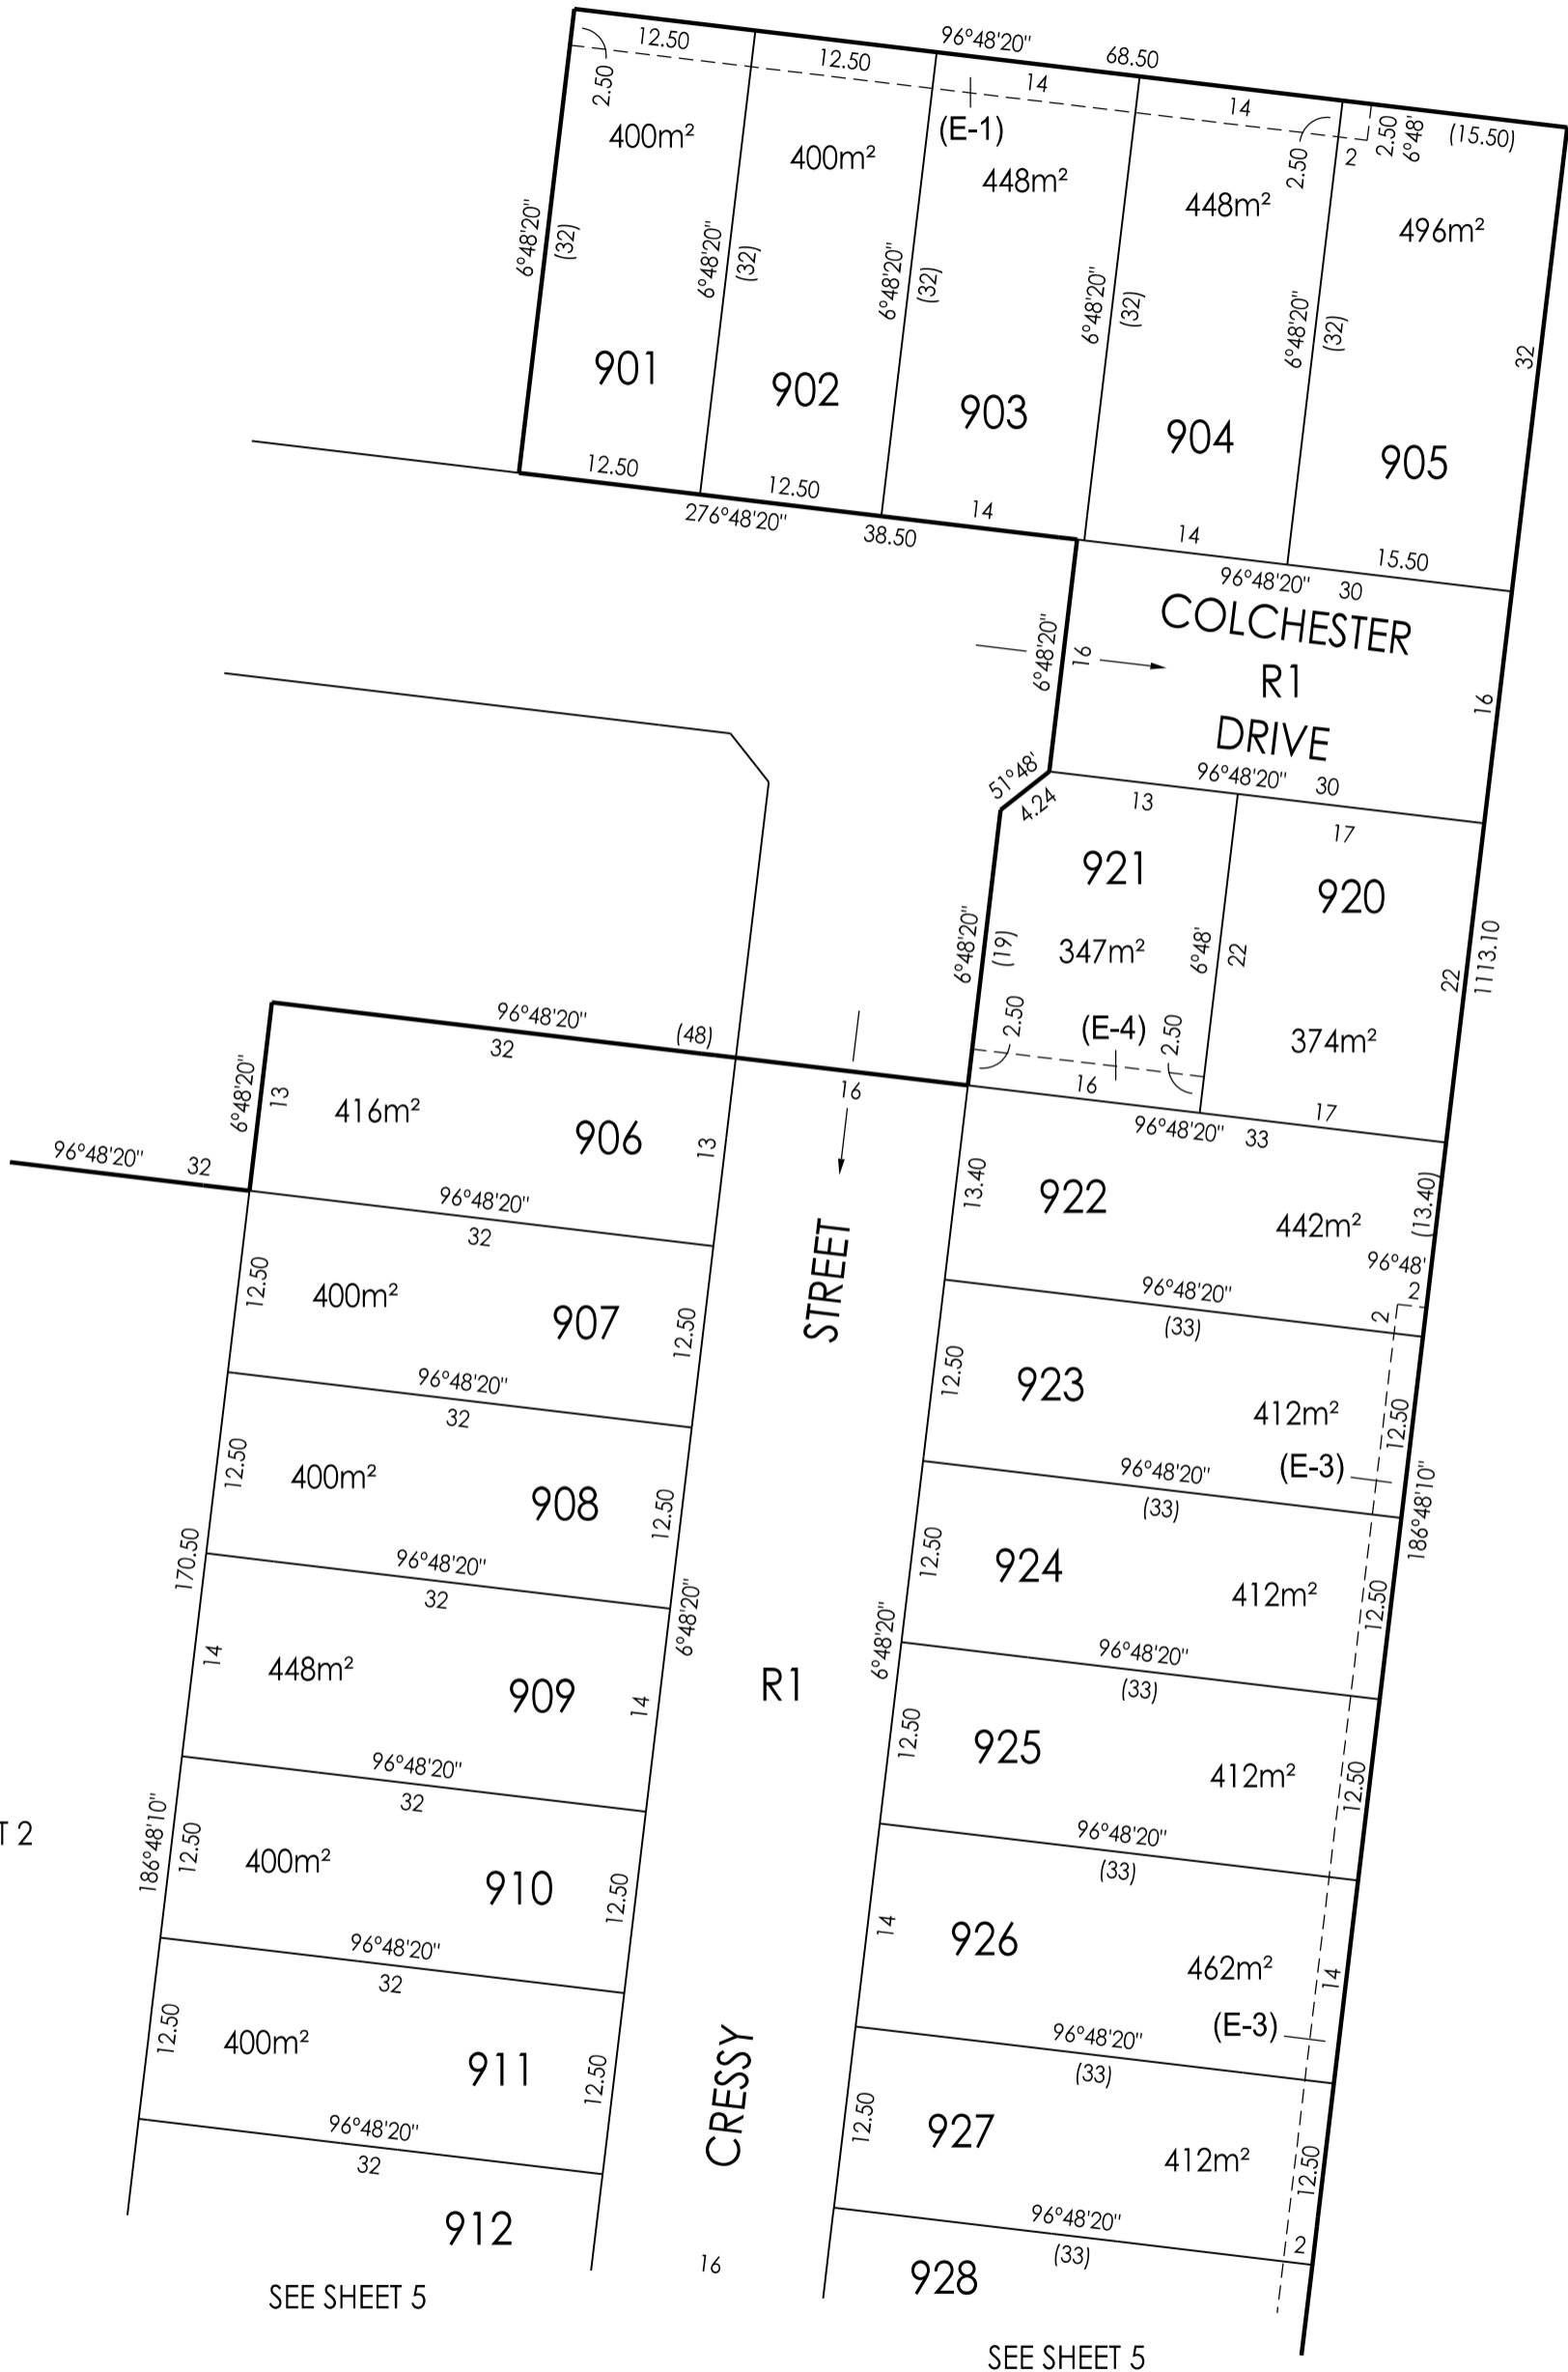 96°48'20" 68.50
12.50 12.50 14 14 (15.50)
2.50 (E-1) 2.50 2 2.50 6°48'
400m² 400m² 448m² 448m² 496m²
6°48'20" (32) 6°48'20" (32) 6°48'20" (32) 6°48'20" (32) 6°48'20" (32) 32
901 902 903 904 905
12.50 12.50 14 14 15.50
276°48'20" 38.50 96°48'20" 30
COLCHESTER
R1
DRIVE
6°48'20" 16 16
51°48' 4.24
96°48'20" 30
13 17
921 920
6°48'20" (19) 347m² 6°48' 22 22 1113.10
2.50 (E-4) 2.50 374m²
16 17
96°48'20" 33
96°48'20" (48)
32 16
6°48'20" 13 416m² 906 13
96°48'20" 32
96°48'20"
32
12.50 400m² 907 12.50
96°48'20"
32
12.50 400m² 908 12.50
170.50
96°48'20"
32
14 448m² 909 14
6°48'20"
96°48'20"
32
186°48'10"
12.50 400m² 910 12.50
96°48'20"
32
12.50 400m² 911 12.50
96°48'20"
32
912
SEE SHEET 5
T 2
STREET
R1
CRESSY
16
13.40 922 442m² (13.40)
96°48'
2
2
96°48'20"
(33)
12.50 923 412m² 12.50
(E-3)
186°48'10"
96°48'20"
(33)
12.50 924 412m² 12.50
6°48'20"
96°48'20"
(33)
12.50 925 412m² 12.50
96°48'20"
(33)
14 926 462m² 14
(E-3)
96°48'20"
(33)
12.50 927 412m² 12.50
96°48'20" 2
(33)
928
SEE SHEET 5